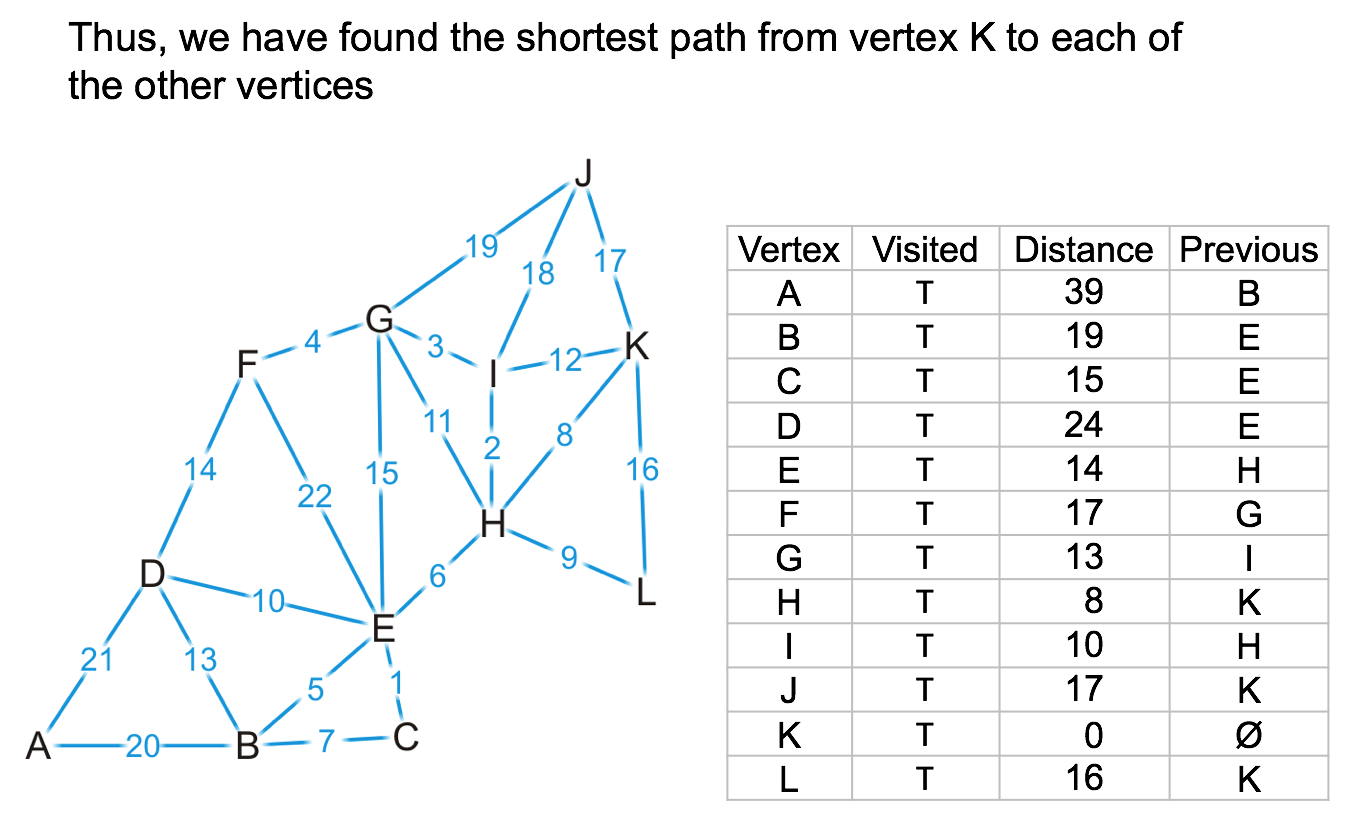 Thus, we have found the shortest path from vertex K to each of
the other vertices
J
19
18
17
G
4
3
K
F
12
I
11
2
8
14
15
16
22
H
9
D
6
L
10
E
21
13
5
1
A
20
B
7
C
Vertex Visited Distance Previous
A T 39 B
B T 19 E
C T 15 E
D T 24 E
E T 14 H
F T 17 G
G T 13 I
H T 8 K
I T 10 H
J T 17 K
K T 0 Ø
L T 16 K